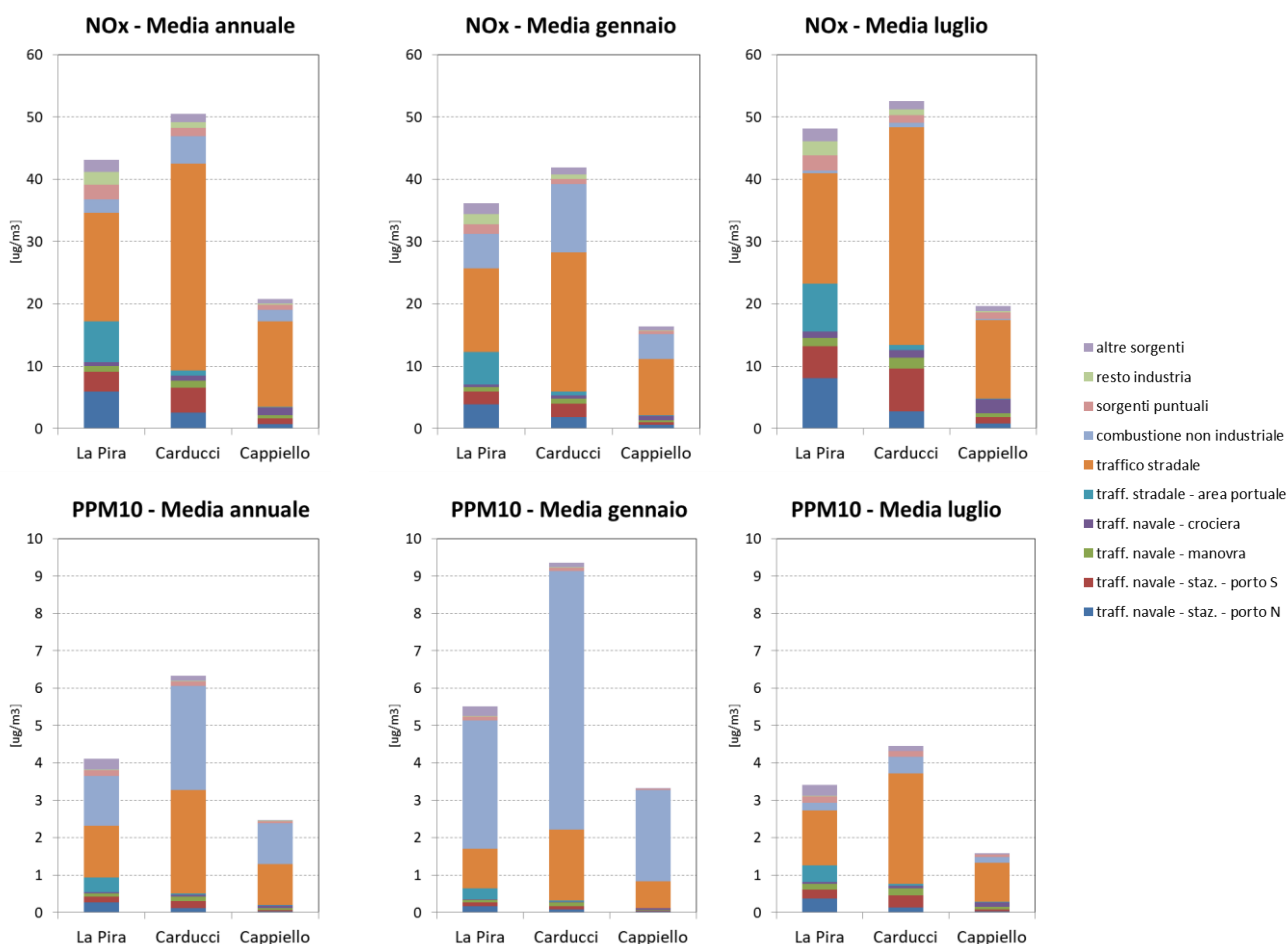 NOx - Media annuale
NOx - Media gennaio
NOx - Media luglio
60
50
40
30
20
10
0
[ug/m3]
La Pira Carducci Cappiello
60
50
40
30
20
10
0
[ug/m3]
La Pira Carducci Cappiello
60
50
40
30
20
10
0
[ug/m3]
La Pira Carducci Cappiello
altre sorgenti
resto industria
sorgenti puntuali
combustione non industriale
traffico stradale
traff. stradale - area portuale
traff. navale - crociera
traff. navale - manovra
traff. navale - staz. - porto S
traff. navale - staz. - porto N
PPM10 - Media annuale
PPM10 - Media gennaio
PPM10 - Media luglio
10
9
8
7
6
5
4
3
2
1
0
[ug/m3]
La Pira Carducci Cappiello
10
9
8
7
6
5
4
3
2
1
0
[ug/m3]
La Pira Carducci Cappiello
10
9
8
7
6
5
4
3
2
1
0
[ug/m3]
La Pira Carducci Cappiello